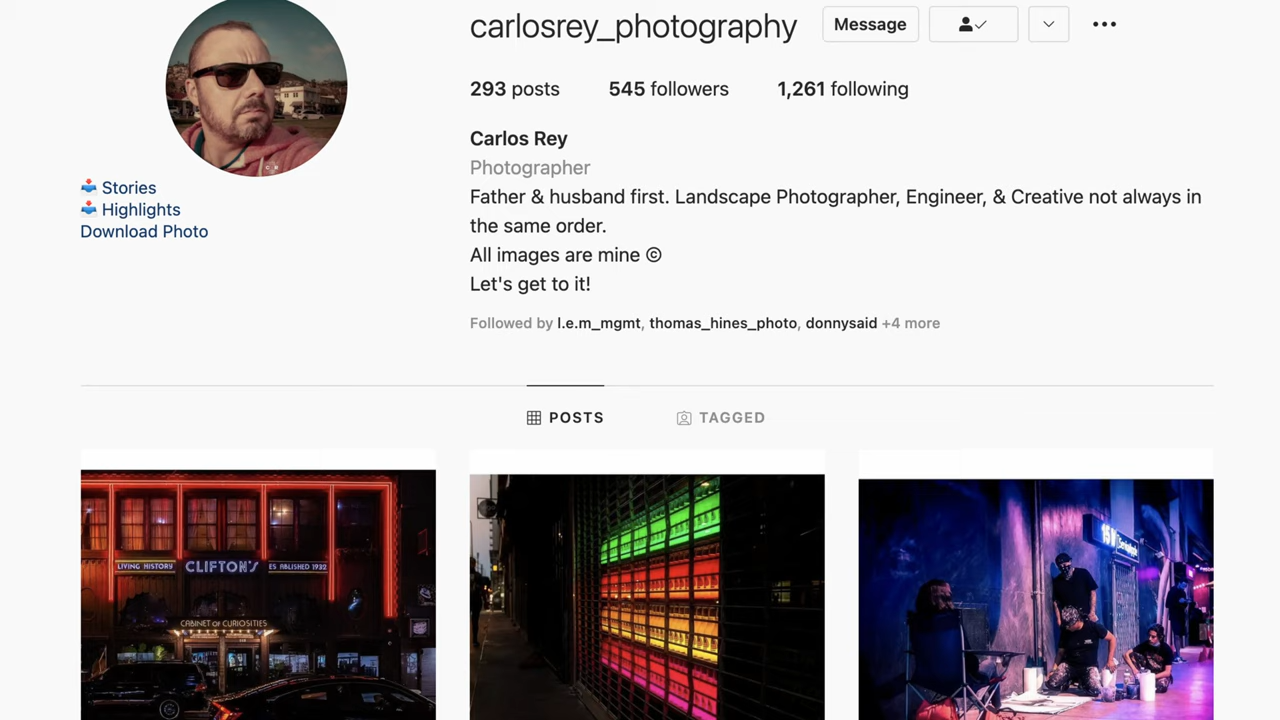 carlosrey_photography Message
293 posts 545 followers 1,261 following
Carlos Rey
Photographer
Stories
Father & husband first. Landscape Photographer, Engineer, & Creative not always in
Highlights
the same order.
Download Photo
All images are mine ©
Let's get to it!
Followed by l.e.m_mgmt, thomas_hines_photo, donnysaid +4 more
POSTS TAGGED
LIVING HISTORY CLIFTON'S ES ABLISHED 1932
CABINET OF CURIOSITIES